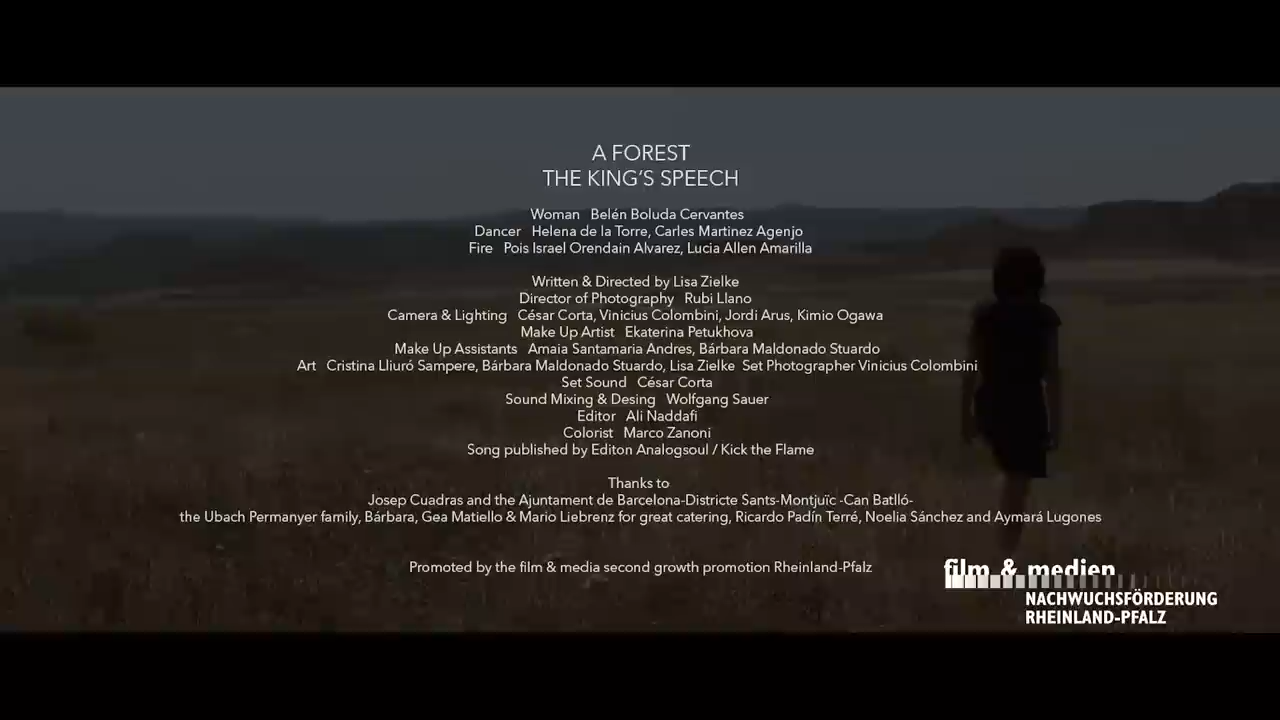 A FOREST
THE KING'S SPEECH
Woman Belén Boluda Cervantes
Dancer Helena de la Torre, Carles Martinez Agenjo
Fire Pois Israel Orendain Alvarez, Lucia Allen Amarilla
Written & Directed by Lisa Zielke
Director of Photography Rubi Llano
Camera & Lighting César Corta, Vinicius Colombini, Jordi Arus, Kimio Ogawa
Make Up Artist Ekaterina Petukhova
Make Up Assistants Amaia Santamaria Andres, Bárbara Maldonado Stuardo
Art Cristina Lliuró Sampere, Bárbara Maldonado Stuardo, Lisa Zielke Set Photographer Vinicius Colombini
Set Sound César Corta
Sound Mixing & Desing Wolfgang Sauer
Editor Ali Naddafi
Colorist Marco Zanoni
Song published by Editon Analogsoul / Kick the Flame
Thanks to
Josep Cuadras and the Ajuntament de Barcelona-Districte Sants-Montjuïc -Can Batlló-
the Ubach Permanyer family, Bárbara, Gea Matiello & Mario Liebrenz for great catering, Ricardo Padín Terré, Noelia Sánchez and Aymará Lugones
Promoted by the film & media second growth promotion Rheinland-Pfalz
film & medien
NACHWUCHSFÖRDERUNG
RHEINLAND-PFALZ